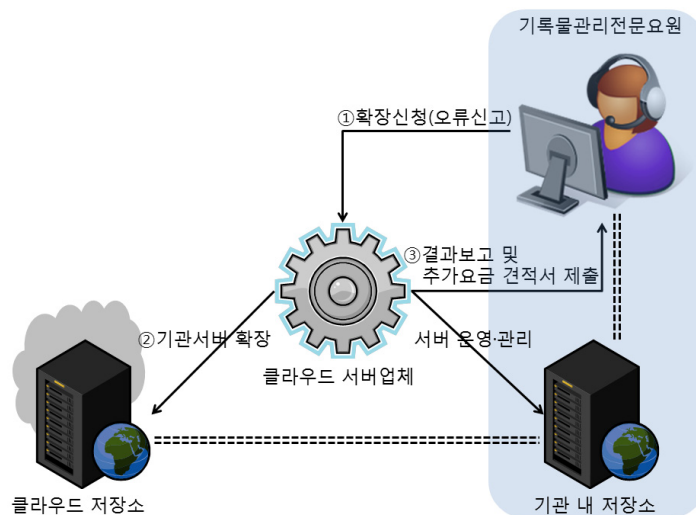 기록물관리전문요원
①확장신청(오류신고)
③결과보고 및
추가요금 견적서 제출
②기관서버 확장
서버 운영·관리
클라우드 서버업체
클라우드 저장소
기관 내 저장소